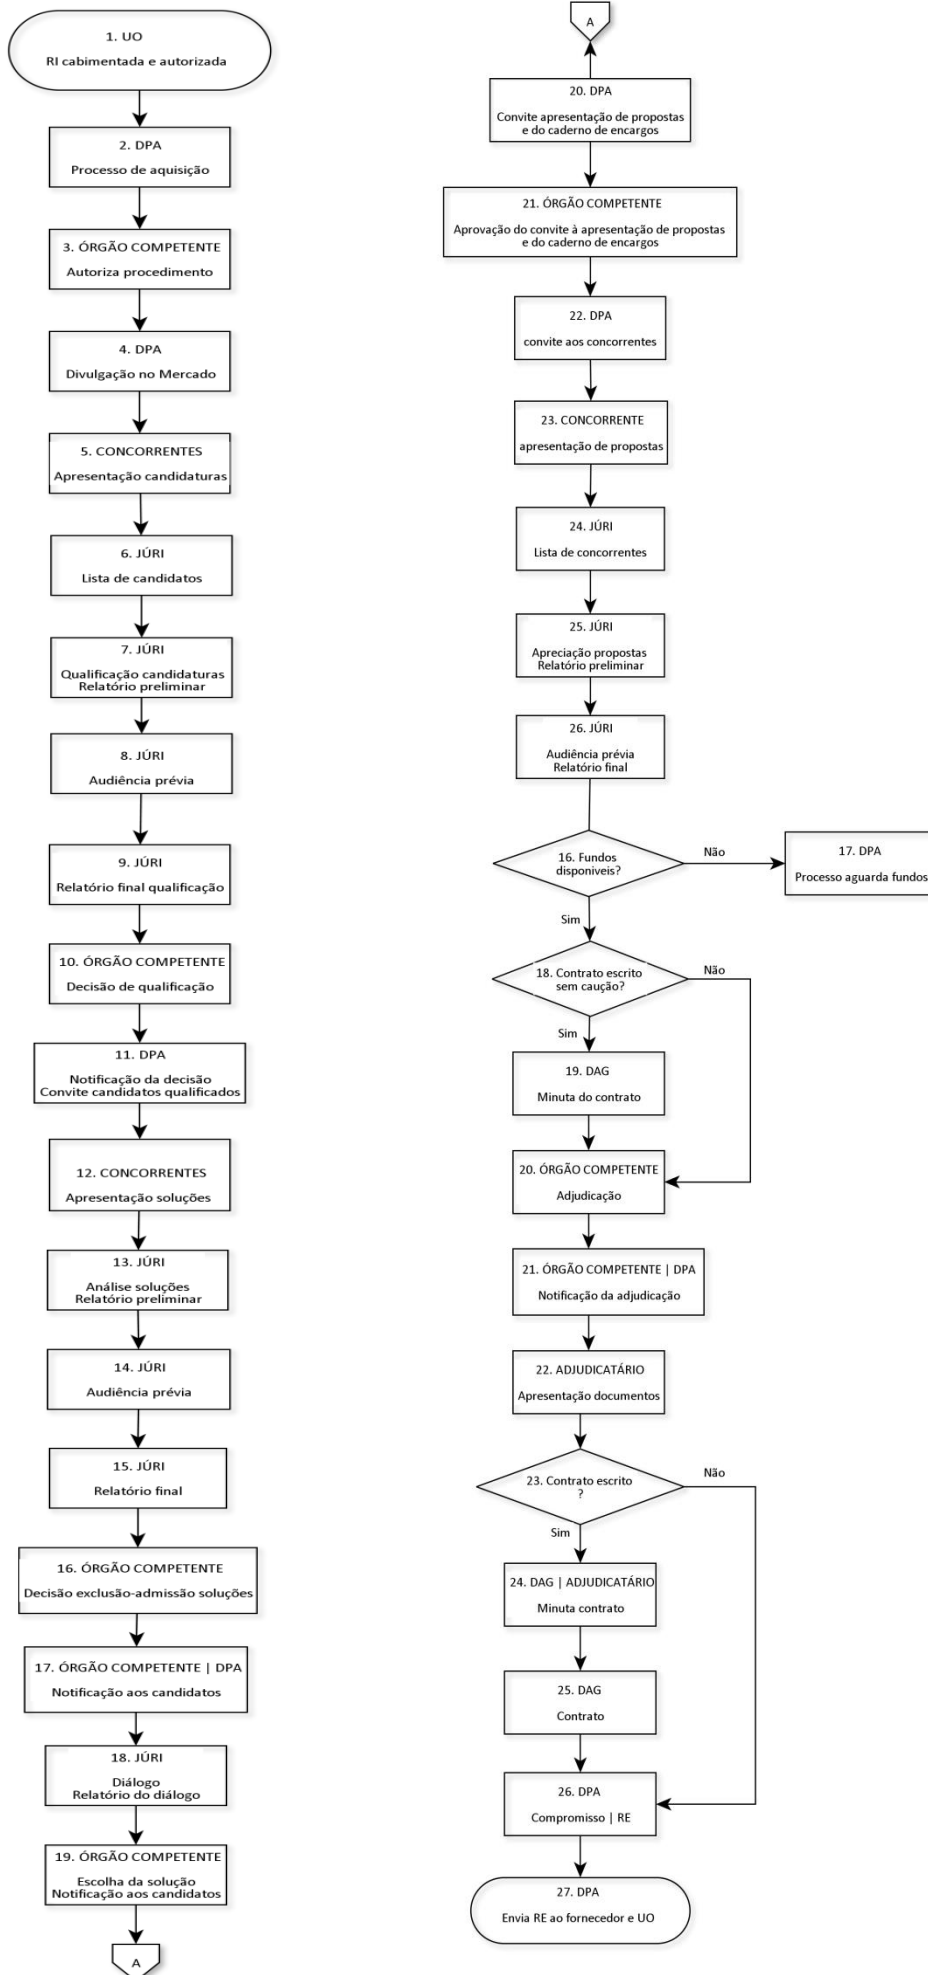 1. UO
RI cabimentada e autorizada
2. DPA
Processo de aquisição
3. ÓRGÃO COMPETENTE
Autoriza procedimento
4. DPA
Divulgação no Mercado
5. CONCORRENTES
Apresentação candidaturas
6. JÚRI
Lista de candidatos
7. JÚRI
Qualificação candidaturas
Relatório preliminar
8. JÚRI
Audiência prévia
9. JÚRI
Relatório final qualificação
10. ÓRGÃO COMPETENTE
Decisão de qualificação
11. DPA
Notificação da decisão
Convite candidatos qualificados
12. CONCORRENTES
Apresentação soluções
13. JÚRI
Análise soluções
Relatório preliminar
14. JÚRI
Audiência prévia
15. JÚRI
Relatório final
16. ÓRGÃO COMPETENTE
Decisão exclusão-admissão soluções
17. ÓRGÃO COMPETENTE | DPA
Notificação aos candidatos
18. JÚRI
Diálogo
Relatório do diálogo
19. ÓRGÃO COMPETENTE
Escolha da solução
Notificação aos candidatos
A
A
20. DPA
Convite apresentação de propostas
e do caderno de encargos
21. ÓRGÃO COMPETENTE
Aprovação do convite à apresentação de propostas
e do caderno de encargos
22. DPA
convite aos concorrentes
23. CONCORRENTE
apresentação de propostas
24. JÚRI
Lista de concorrentes
25. JÚRI
Apreciação propostas
Relatório preliminar
26. JÚRI
Audiência prévia
Relatório final
16. Fundos
disponiveis?
Não
17. DPA
Processo aguarda fundos
Sim
18. Contrato escrito
sem caução?
Não
Sim
19. DAG
Minuta do contrato
20. ÓRGÃO COMPETENTE
Adjudicação
21. ÓRGÃO COMPETENTE | DPA
Notificação da adjudicação
22. ADJUDICATÁRIO
Apresentação documentos
23. Contrato escrito
?
Não
Sim
24. DAG | ADJUDICATÁRIO
Minuta contrato
25. DAG
Contrato
26. DPA
Compromisso | RE
27. DPA
Envia RE ao fornecedor e UO